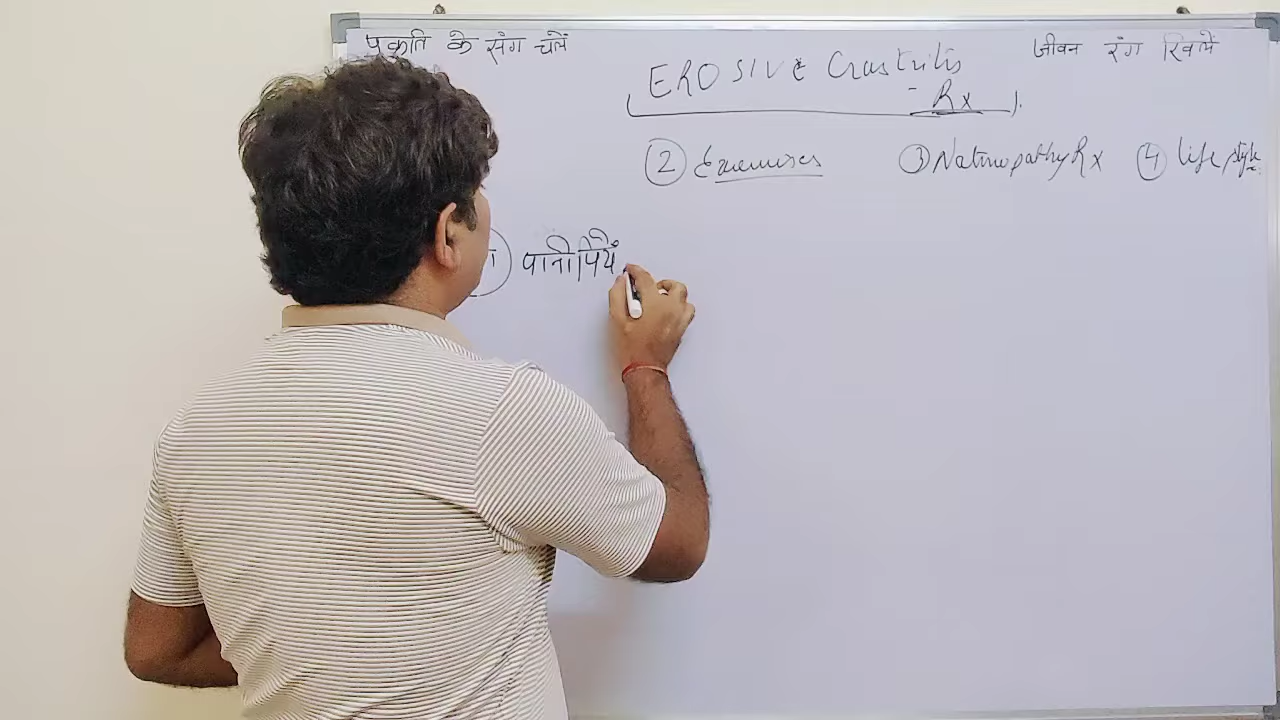 प्रकृति के संग चलें
जीवन रंग खिलें
EROSIVE Gastritis
- Rx
② Exercises ③ Naturopathy Rx ④ life style
पानी पियें